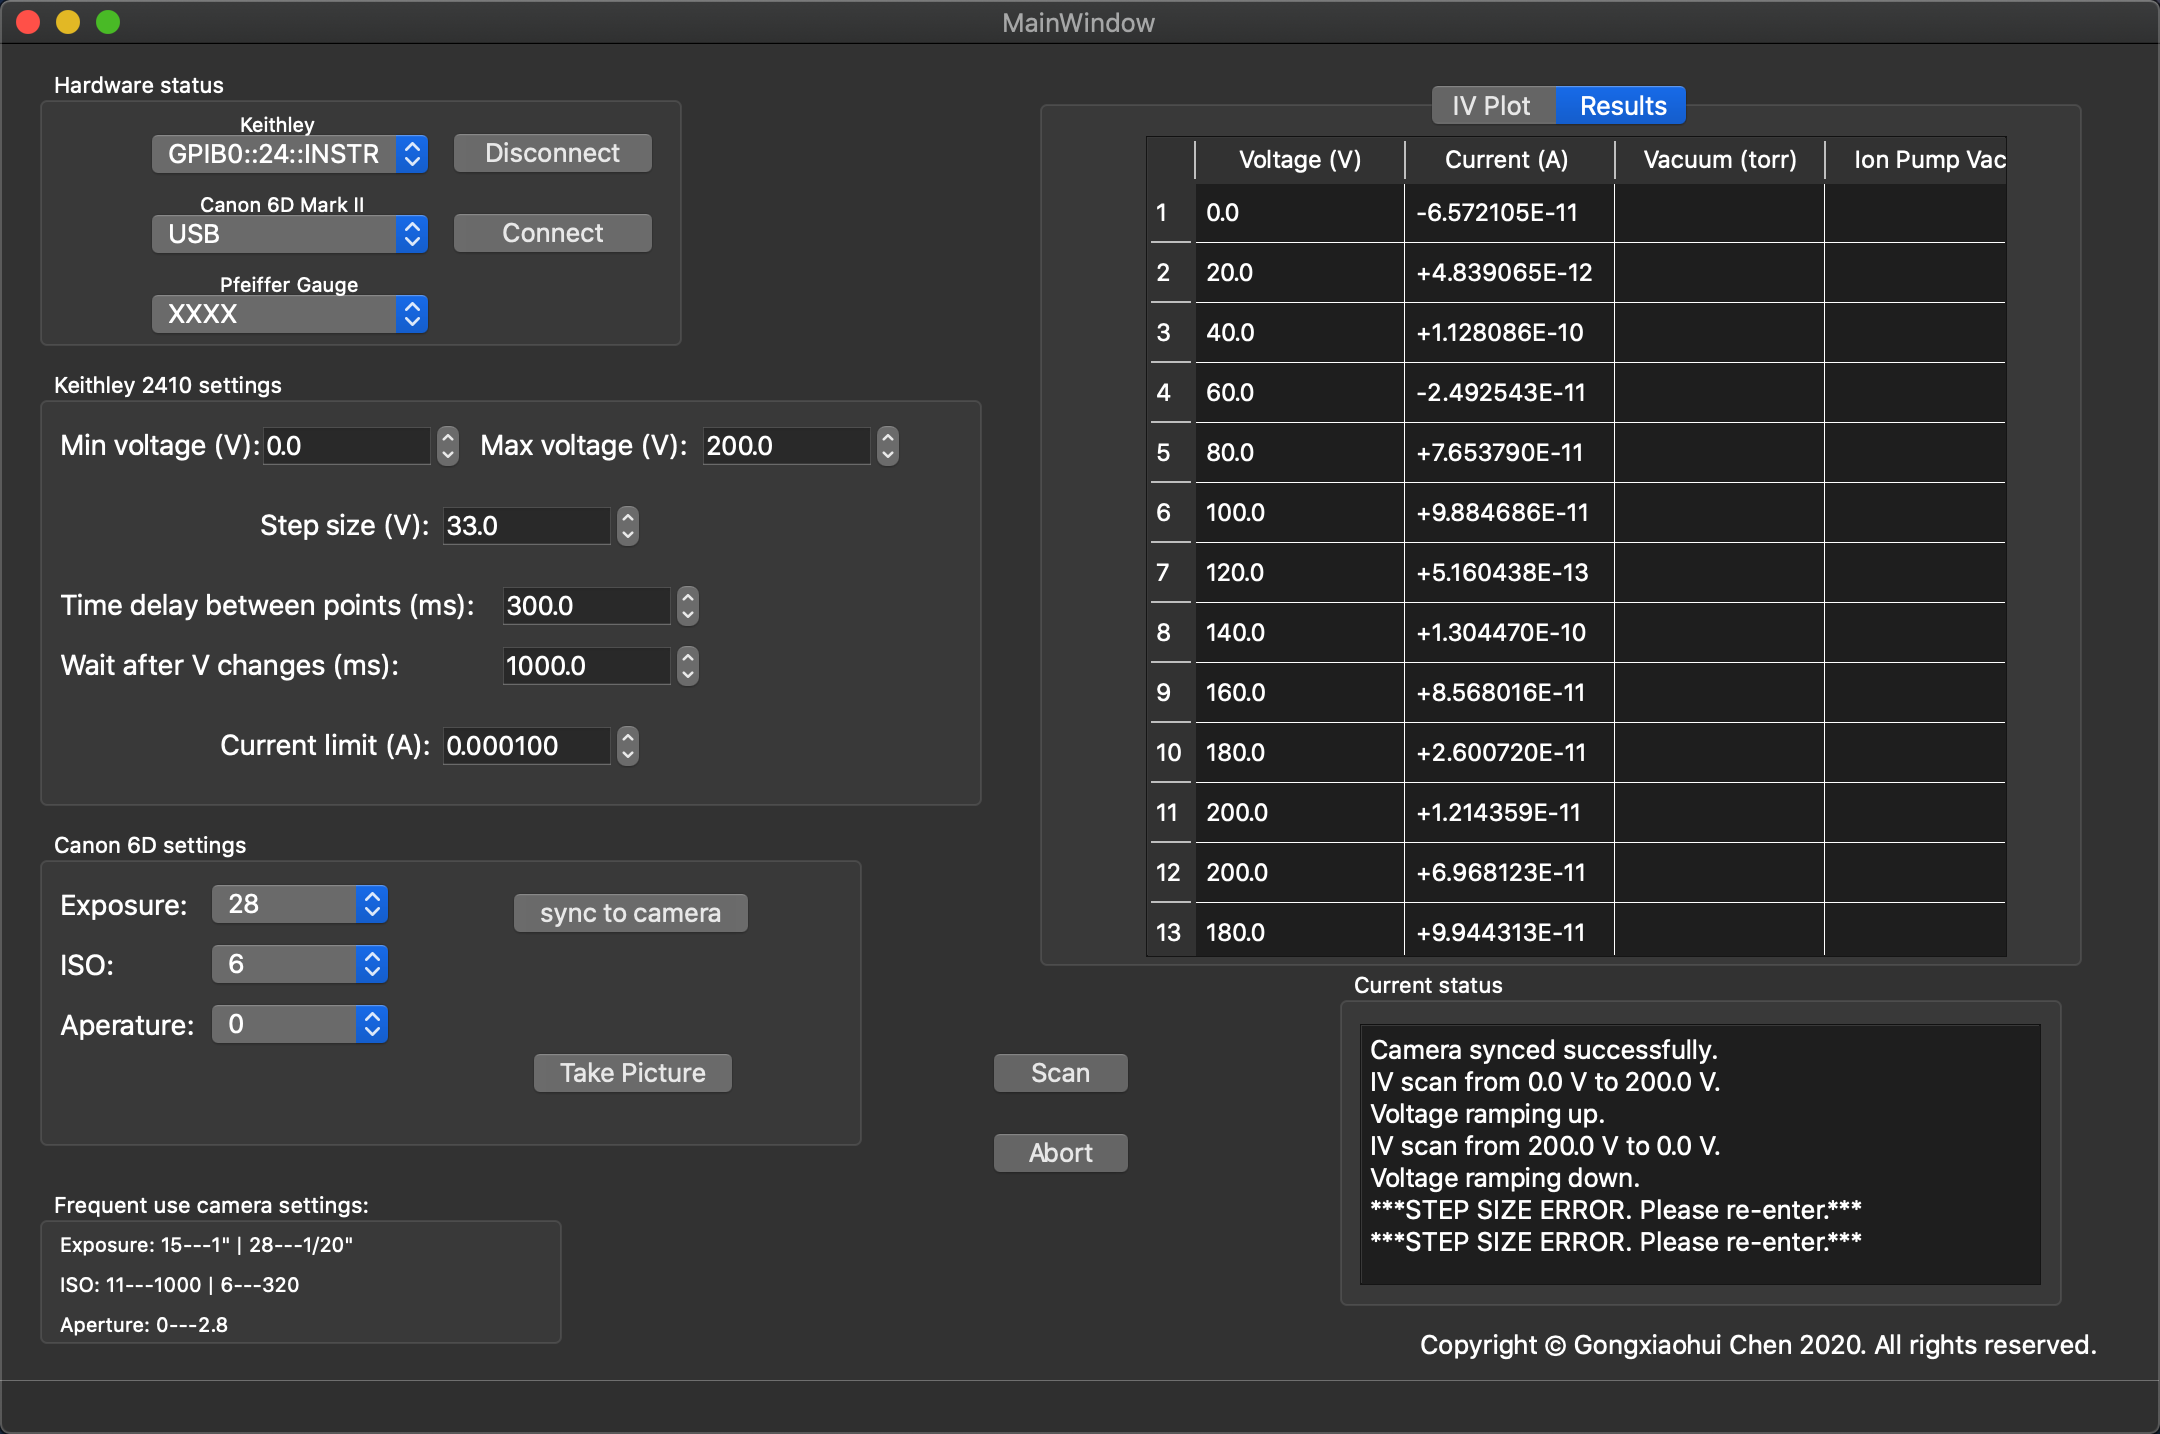 MainWindow
Hardware status
Keithley
GPIB0::24::INSTR Disconnect
Canon 6D Mark II
USB Connect
Pfeiffer Gauge
XXXX
Keithley 2410 settings
Min voltage (V): 0.0 Max voltage (V): 200.0
Step size (V): 33.0
Time delay between points (ms): 300.0
Wait after V changes (ms): 1000.0
Current limit (A): 0.000100
Canon 6D settings
Exposure: 28 sync to camera
ISO: 6
Aperature: 0
Take Picture
Frequent use camera settings:
Exposure: 15---1" | 28---1/20"
ISO: 11---1000 | 6---320
Aperture: 0---2.8
Scan
Abort
IV Plot Results
Voltage (V) Current (A) Vacuum (torr) Ion Pump Vac
1 0.0 -6.572105E-11
2 20.0 +4.839065E-12
3 40.0 +1.128086E-10
4 60.0 -2.492543E-11
5 80.0 +7.653790E-11
6 100.0 +9.884686E-11
7 120.0 +5.160438E-13
8 140.0 +1.304470E-10
9 160.0 +8.568016E-11
10 180.0 +2.600720E-11
11 200.0 +1.214359E-11
12 200.0 +6.968123E-11
13 180.0 +9.944313E-11
Current status
Camera synced successfully.
IV scan from 0.0 V to 200.0 V.
Voltage ramping up.
IV scan from 200.0 V to 0.0 V.
Voltage ramping down.
***STEP SIZE ERROR. Please re-enter.***
***STEP SIZE ERROR. Please re-enter.***
Copyright © Gongxiaohui Chen 2020. All rights reserved.